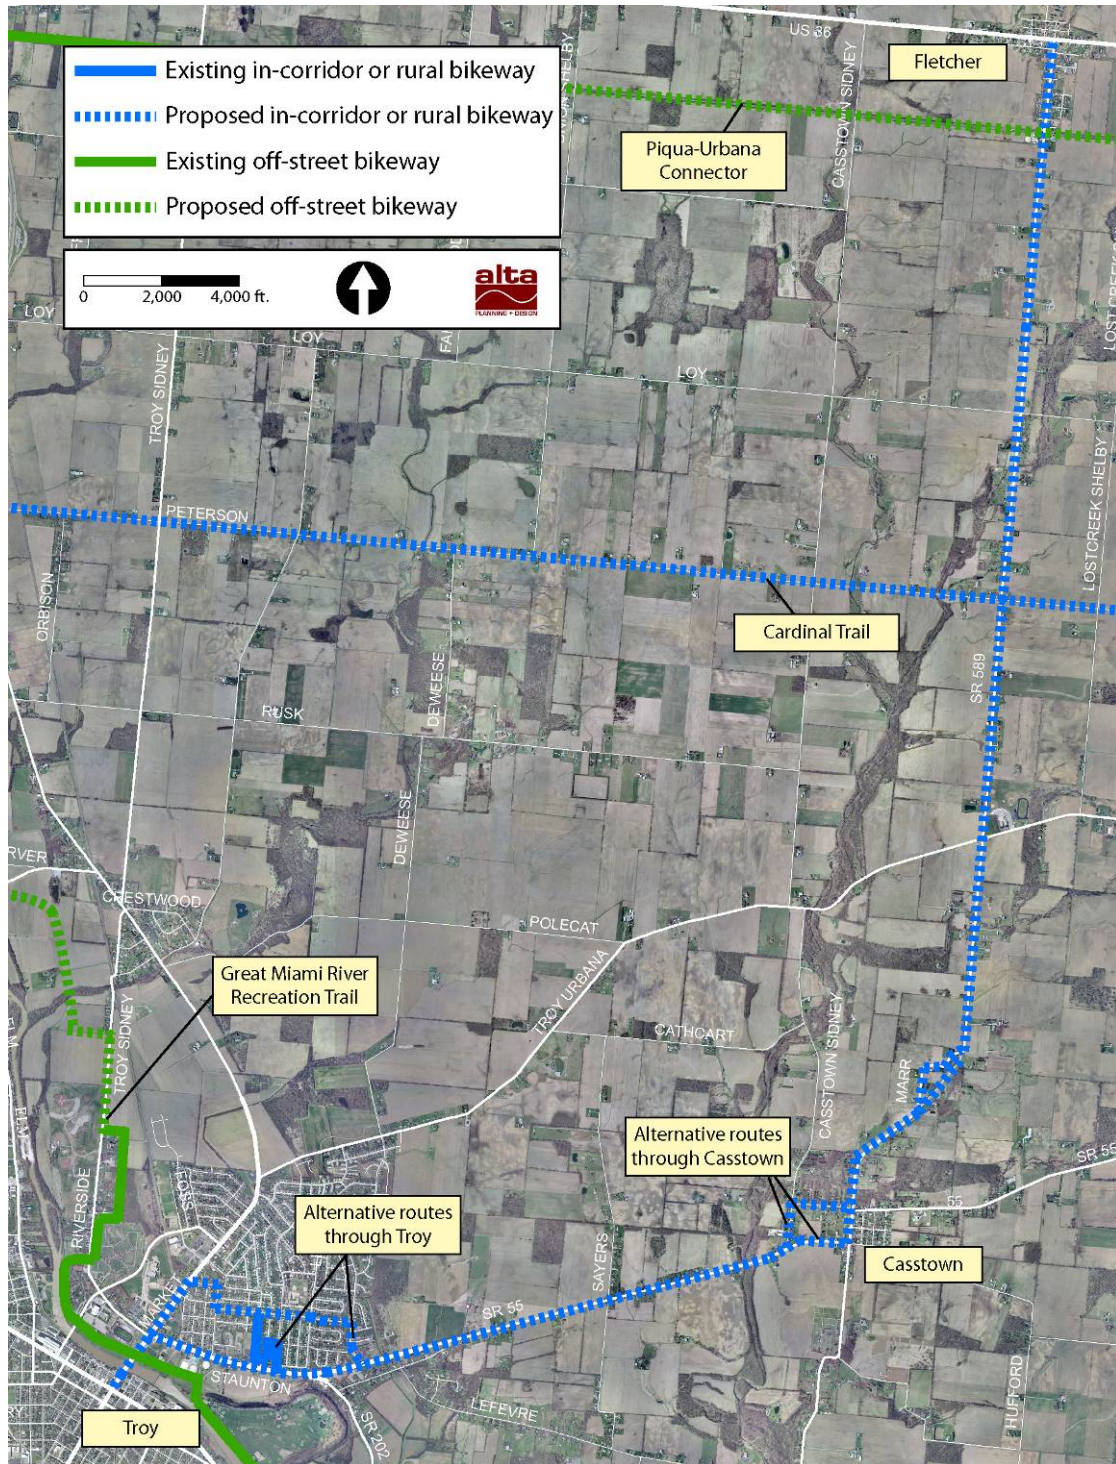 US 36
Fletcher
Existing in-corridor or rural bikeway
Proposed in-corridor or rural bikeway
Existing off-street bikeway
Proposed off-street bikeway
CASSTOWN SIDNEY
Piqua-Urbana
Connector
0 2,000 4,000 ft.
alta
PLANNING + DESIGN
LOY
LOY
LOY
TROY SIDNEY
LOSTCREEK SHELBY
PETERSON
ORBISON
Cardinal Trail
SR 589
DEWEESE
RUSK
DEWEESE
CRESTWOOD
POLECAT
Great Miami River
Recreation Trail
TROY URBANA
CATHCART
CASSTOWN SIDNEY
TROY SIDNEY
MARR
ELM
Alternative routes
through Casstown
SR 55
55
FOSS
RIVERSIDE
Alternative routes
through Troy
SAYERS
Casstown
SR 55
STAUNTON
SR 202
LEFEVRE
HUFFORD
Troy